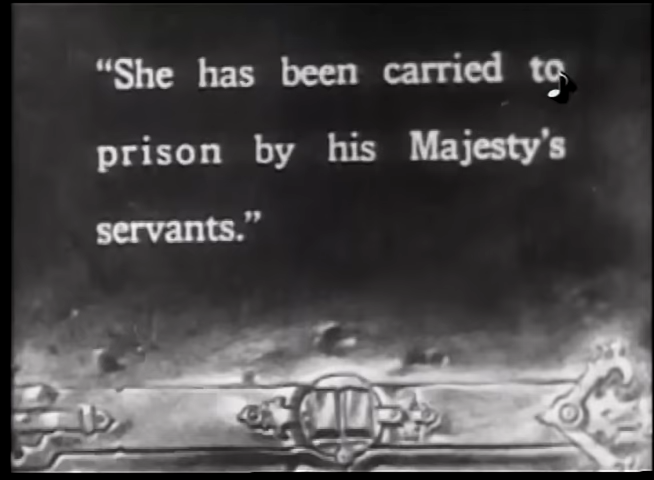 “She has been carried to
prison by his Majesty's
servants.”